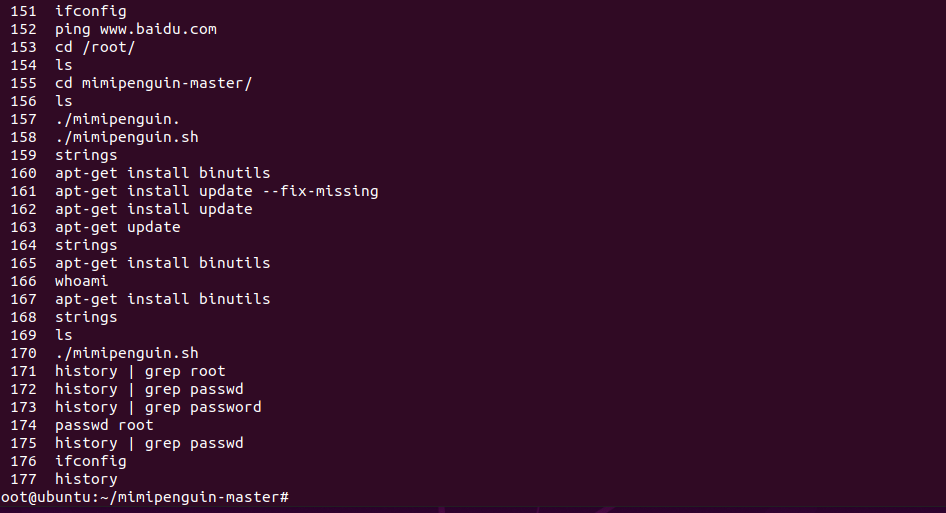 151 ifconfig
152 ping www.baidu.com
153 cd /root/
154 ls
155 cd mimipenguin-master/
156 ls
157 ./mimipenguin.
158 ./mimipenguin.sh
159 strings
160 apt-get install binutils
161 apt-get install update --fix-missing
162 apt-get install update
163 apt-get update
164 strings
165 apt-get install binutils
166 whoami
167 apt-get install binutils
168 strings
169 ls
170 ./mimipenguin.sh
171 history | grep root
172 history | grep passwd
173 history | grep password
174 passwd root
175 history | grep passwd
176 ifconfig
177 history
oot@ubuntu:~/mimipenguin-master#